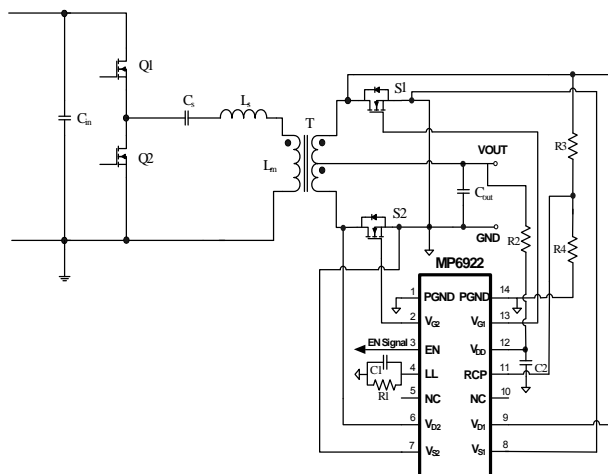 Q1
S1
Cs
Ls
T
Cin
R3
Lm
VOUT
Q2
Cout
S2
R2
GND
R4
MP6922
1 PGND PGND 14
2 VG2 VG1 13
EN Signal 3 EN VDD 12
C1 4 LL RCP 11 C2
R1
5 NC NC 10
6 VD2 VD1 9
7 VS2 VS1 8